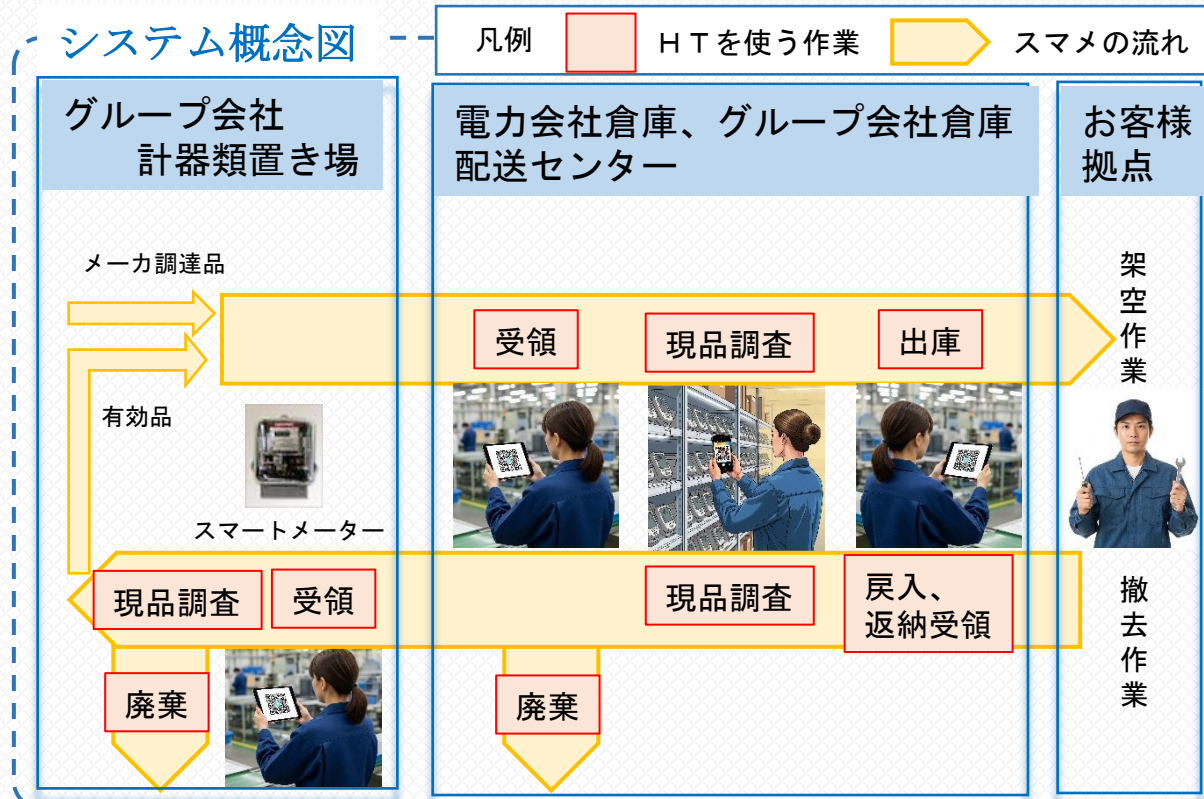 システム概念図
凡例
ＨＴを使う作業
スマメの流れ
グループ会社
計器類置き場
電力会社倉庫、グループ会社倉庫
配送センター
お客様
拠点
メーカ調達品
受領
現品調査
出庫
架空作業
有効品
スマートメーター
現品調査
受領
現品調査
戻入、
返納受領
撤去作業
廃棄
廃棄